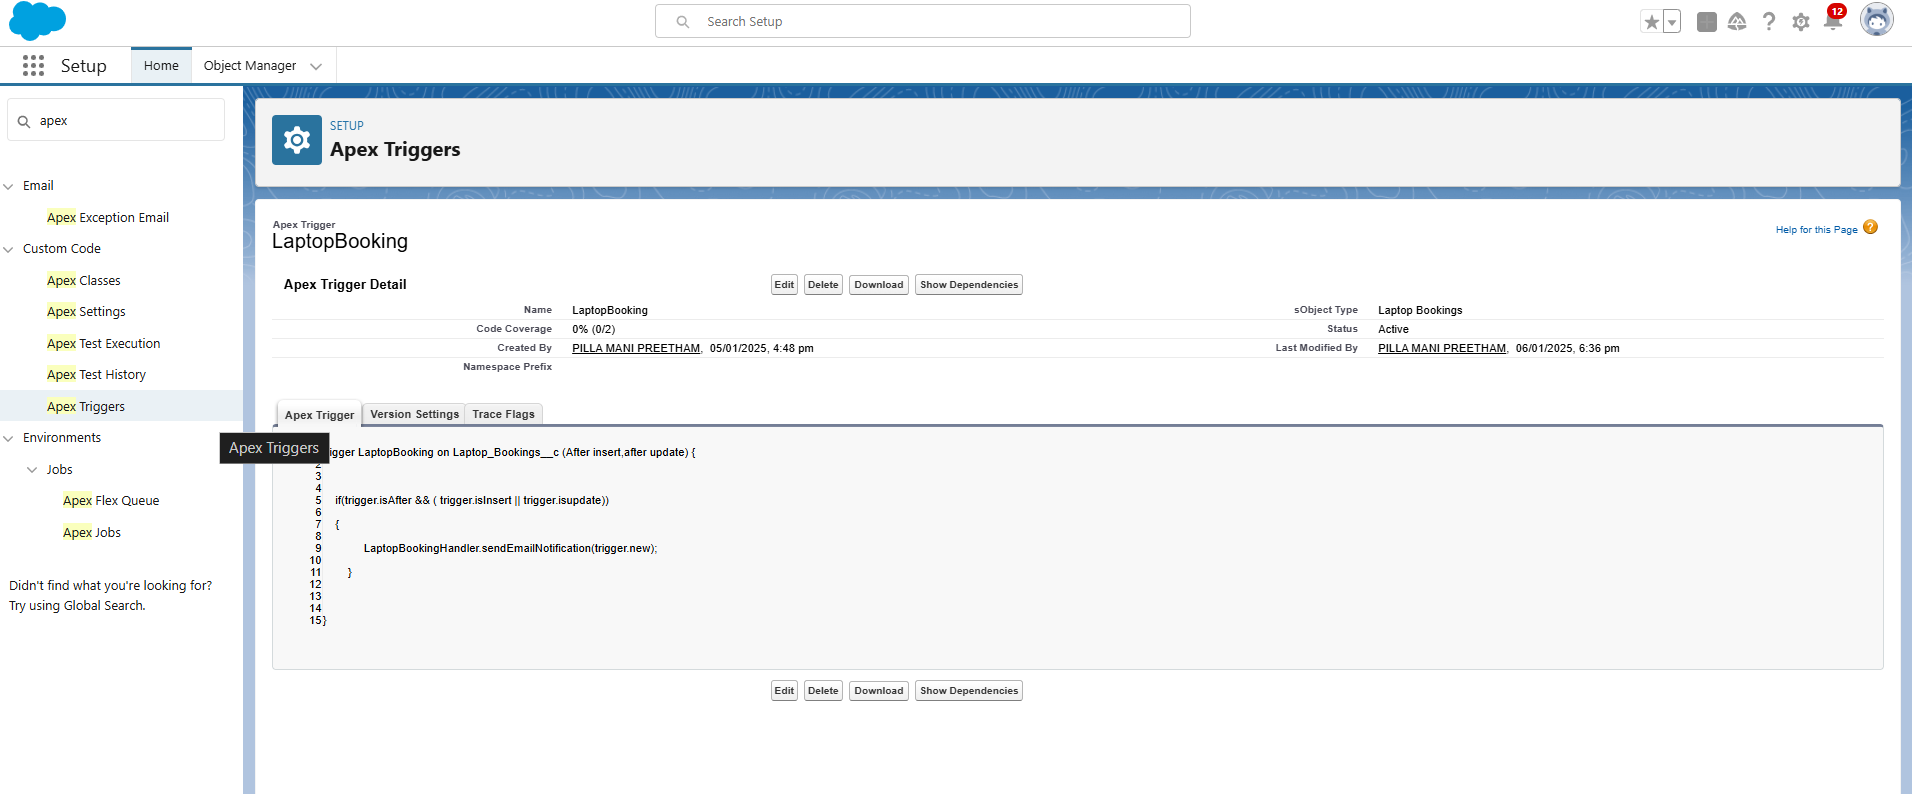 Search Setup
12
Setup
Home
Object Manager
apex
Email
Apex Exception Email
Custom Code
Apex Classes
Apex Settings
Apex Test Execution
Apex Test History
Apex Triggers
Environments
Jobs
Apex Flex Queue
Apex Jobs
Didn't find what you're looking for?
Try using Global Search.
Apex Triggers
SETUP
Apex Triggers
Apex Trigger
LaptopBooking
Help for this Page ?
Apex Trigger Detail
Edit Delete Download Show Dependencies
Name LaptopBooking sObject Type Laptop Bookings
Code Coverage 0% (0/2) Status Active
Created By PILLA MANI PREETHAM, 05/01/2025, 4:48 pm Last Modified By PILLA MANI PREETHAM, 06/01/2025, 6:36 pm
Namespace Prefix
Apex Trigger Version Settings Trace Flags
igger LaptopBooking on Laptop_Bookings__c (After insert,after update) {
2
3
4
5 if(trigger.isAfter && ( trigger.isInsert || trigger.isupdate))
6
7 {
8
9 LaptopBookingHandler.sendEmailNotification(trigger.new);
10
11 }
12
13
14
15 }
Edit Delete Download Show Dependencies